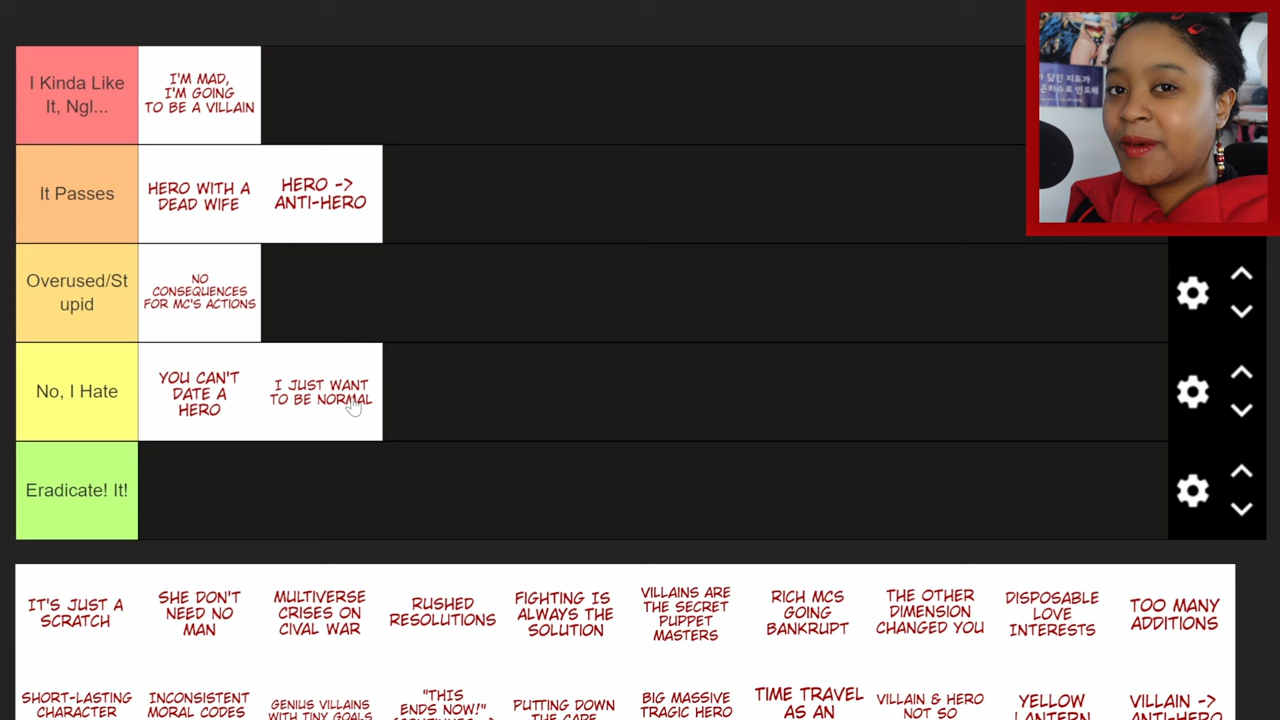 I Kinda Like
It, Ngl...
I'M MAD,
I'M GOING
TO BE A VILLAIN
It Passes
HERO WITH A
DEAD WIFE
HERO ->
ANTI-HERO
Overused/St
upid
NO
CONSEQUENCES
FOR MC'S ACTIONS
No, I Hate
YOU CAN'T
DATE A
HERO
I JUST WANT
TO BE NORMAL
Eradicate! It!
IT'S JUST A
SCRATCH
SHE DON'T
NEED NO
MAN
MULTIVERSE
CRISES ON
CIVAL WAR
RUSHED
RESOLUTIONS
FIGHTING IS
ALWAYS THE
SOLUTION
VILLAINS ARE
THE SECRET
PUPPET
MASTERS
RICH MCS
GOING
BANKRUPT
THE OTHER
DIMENSION
CHANGED YOU
DISPOSABLE
LOVE
INTERESTS
TOO MANY
ADDITIONS
SHORT-LASTING
CHARACTER
INCONSISTENT
MORAL CODES
GENIUS VILLAINS
WITH TINY GOALS
"THIS
ENDS NOW!"
PUTTING DOWN
THE CAPE
BIG MASSIVE
TRAGIC HERO
TIME TRAVEL
AS AN
VILLAIN & HERO
NOT SO
YELLOW
LANTERN
VILLAIN ->
ANTI-HERO